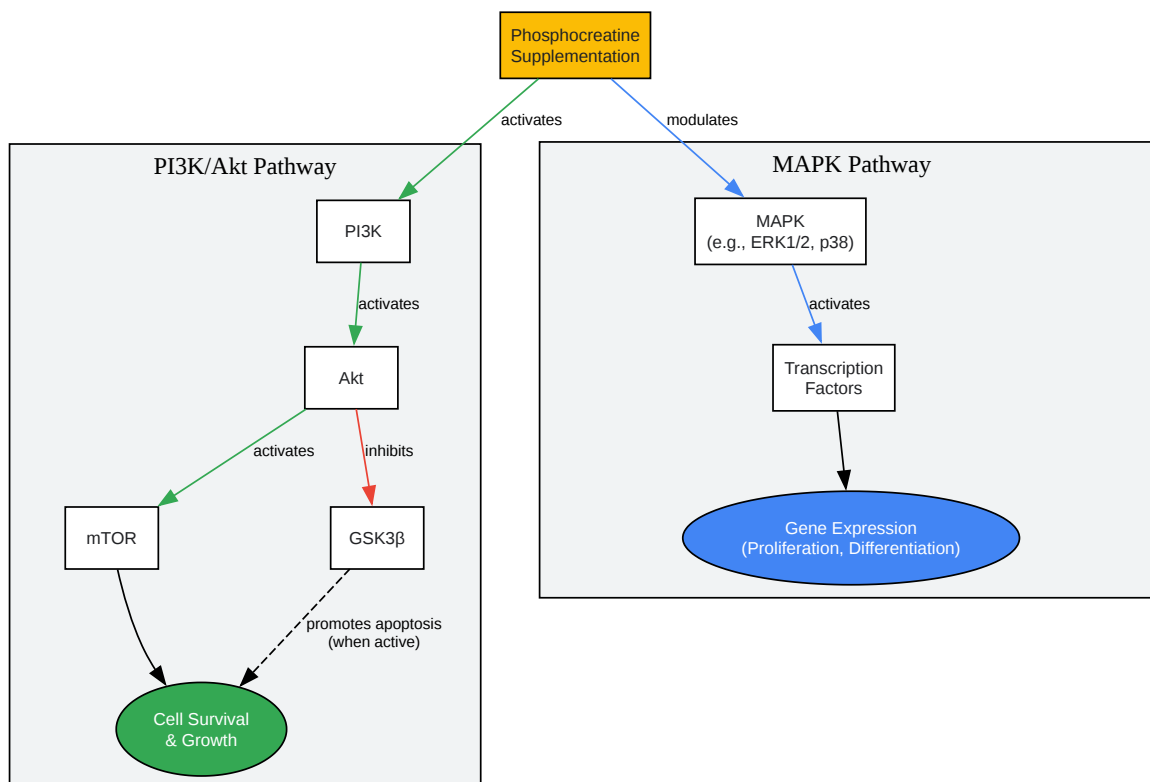 Phosphocreatine
Supplementation
activates
modulates
PI3K/Akt Pathway
PI3K
activates
Akt
activates
inhibits
mTOR
GSK3β
promotes apoptosis
(when active)
Cell Survival
& Growth
MAPK Pathway
MAPK
(e.g., ERK1/2, p38)
activates
Transcription
Factors
Gene Expression
(Proliferation, Differentiation)